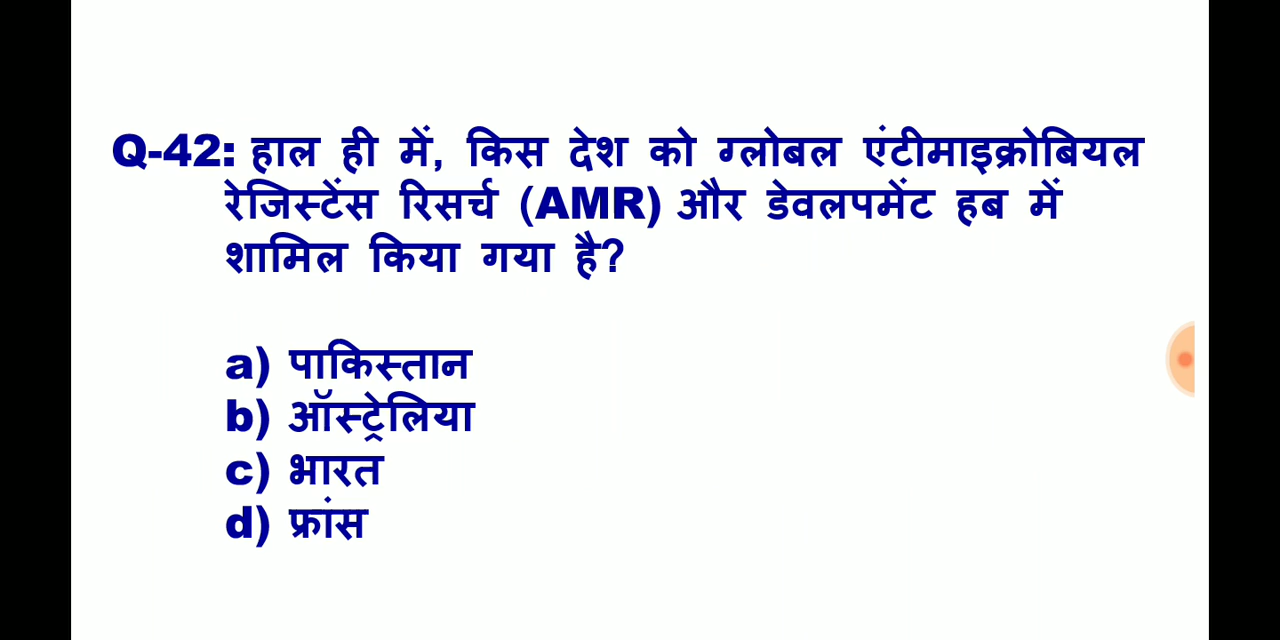 Q-42: हाल ही में, किस देश को ग्लोबल एंटीमाइक्रोबियल
रेजिस्टेंस रिसर्च (AMR) और डेवलपमेंट हब में
शामिल किया गया है?
a) पाकिस्तान
b) ऑस्ट्रेलिया
c) भारत
d) फ्रांस